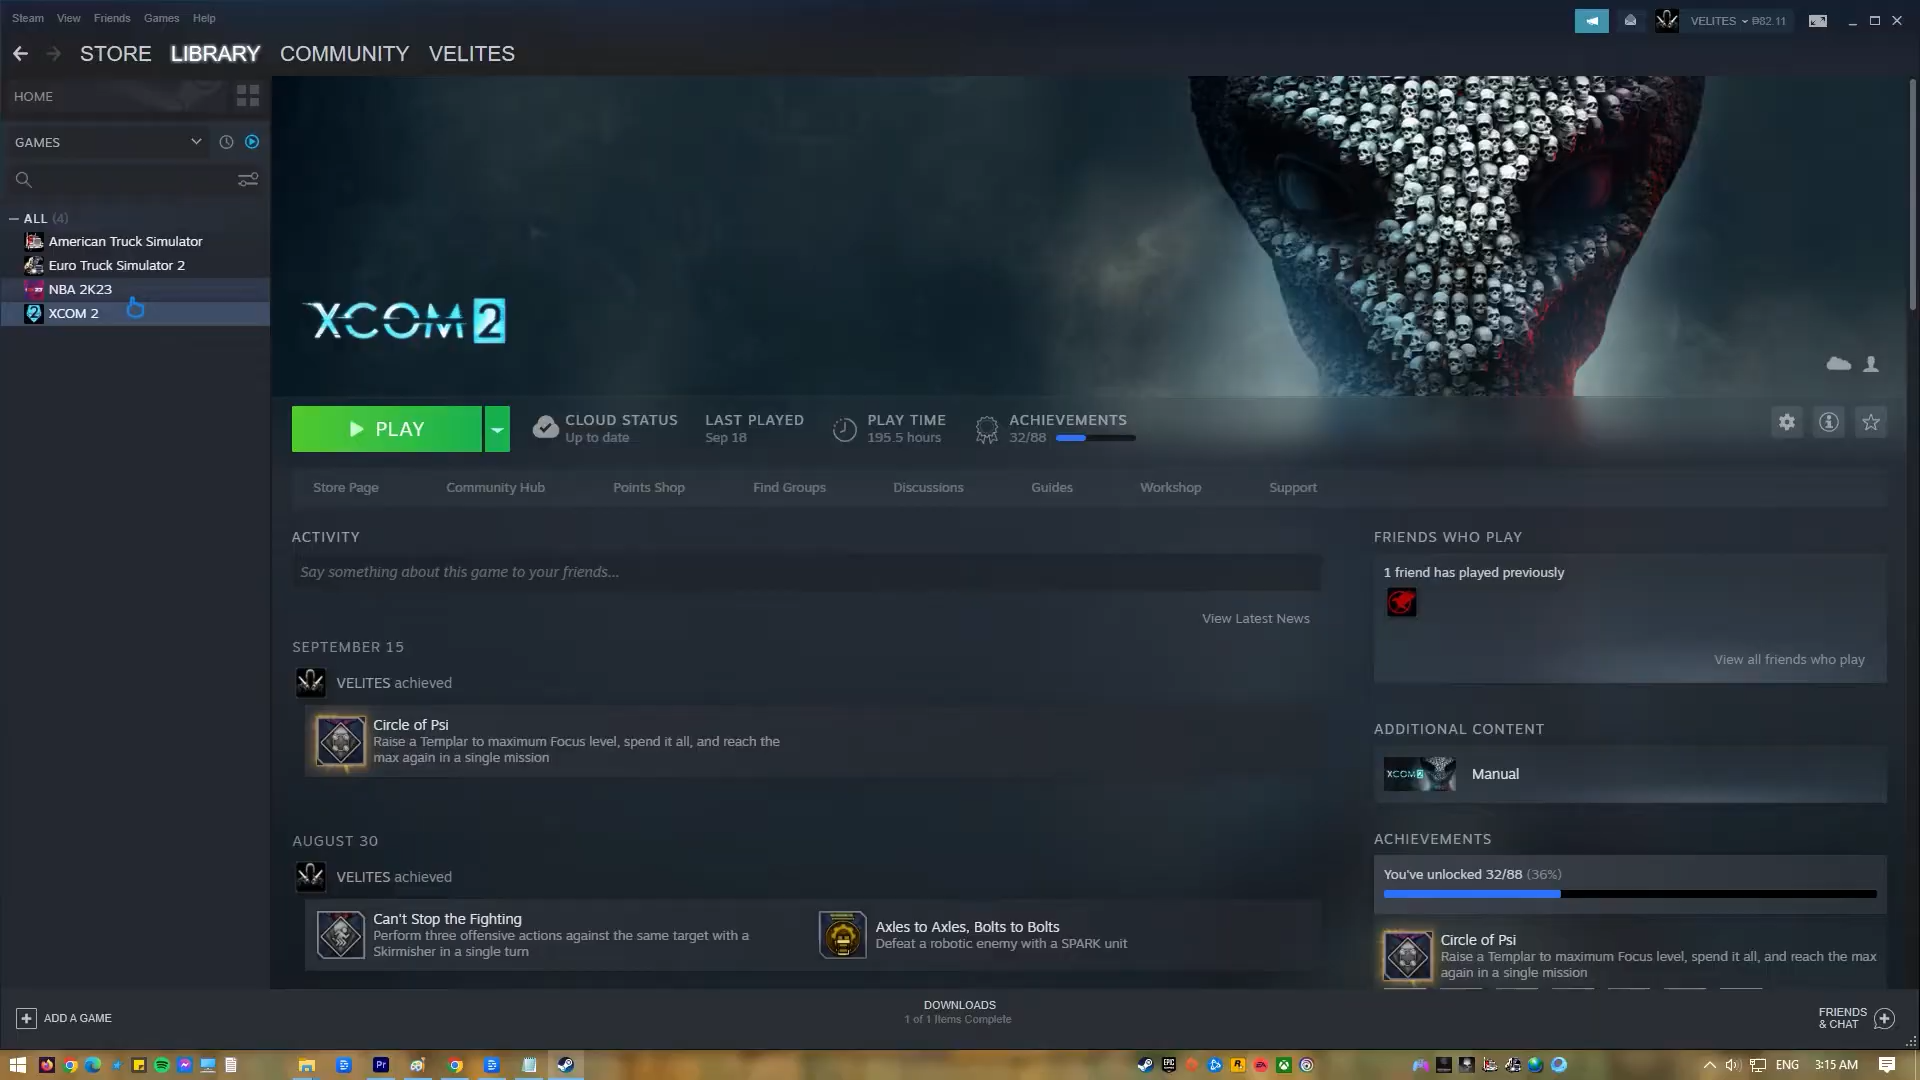 Steam View Friends Games Help
VELITES ₱82.11
STORE LIBRARY COMMUNITY VELITES
HOME
GAMES
ALL (4)
American Truck Simulator
Euro Truck Simulator 2
NBA 2K23
XCOM 2
XCOM 2
PLAY
CLOUD STATUS
Up to date
LAST PLAYED
Sep 18
PLAY TIME
195.5 hours
ACHIEVEMENTS
32/88
Store Page Community Hub Points Shop Find Groups Discussions Guides Workshop Support
ACTIVITY
Say something about this game to your friends...
View Latest News
SEPTEMBER 15
VELITES achieved
Circle of Psi
Raise a Templar to maximum Focus level, spend it all, and reach the
max again in a single mission
AUGUST 30
VELITES achieved
Can't Stop the Fighting
Perform three offensive actions against the same target with a
Skirmisher in a single turn
Axles to Axles, Bolts to Bolts
Defeat a robotic enemy with a SPARK unit
FRIENDS WHO PLAY
1 friend has played previously
View all friends who play
ADDITIONAL CONTENT
XCOM 2
Manual
ACHIEVEMENTS
You've unlocked 32/88 (36%)
Circle of Psi
Raise a Templar to maximum Focus level, spend it all, and reach the max
again in a single mission
ADD A GAME
DOWNLOADS
1 of 1 Items Complete
FRIENDS
& CHAT
Pr
EPIC
ENG
3:15 AM